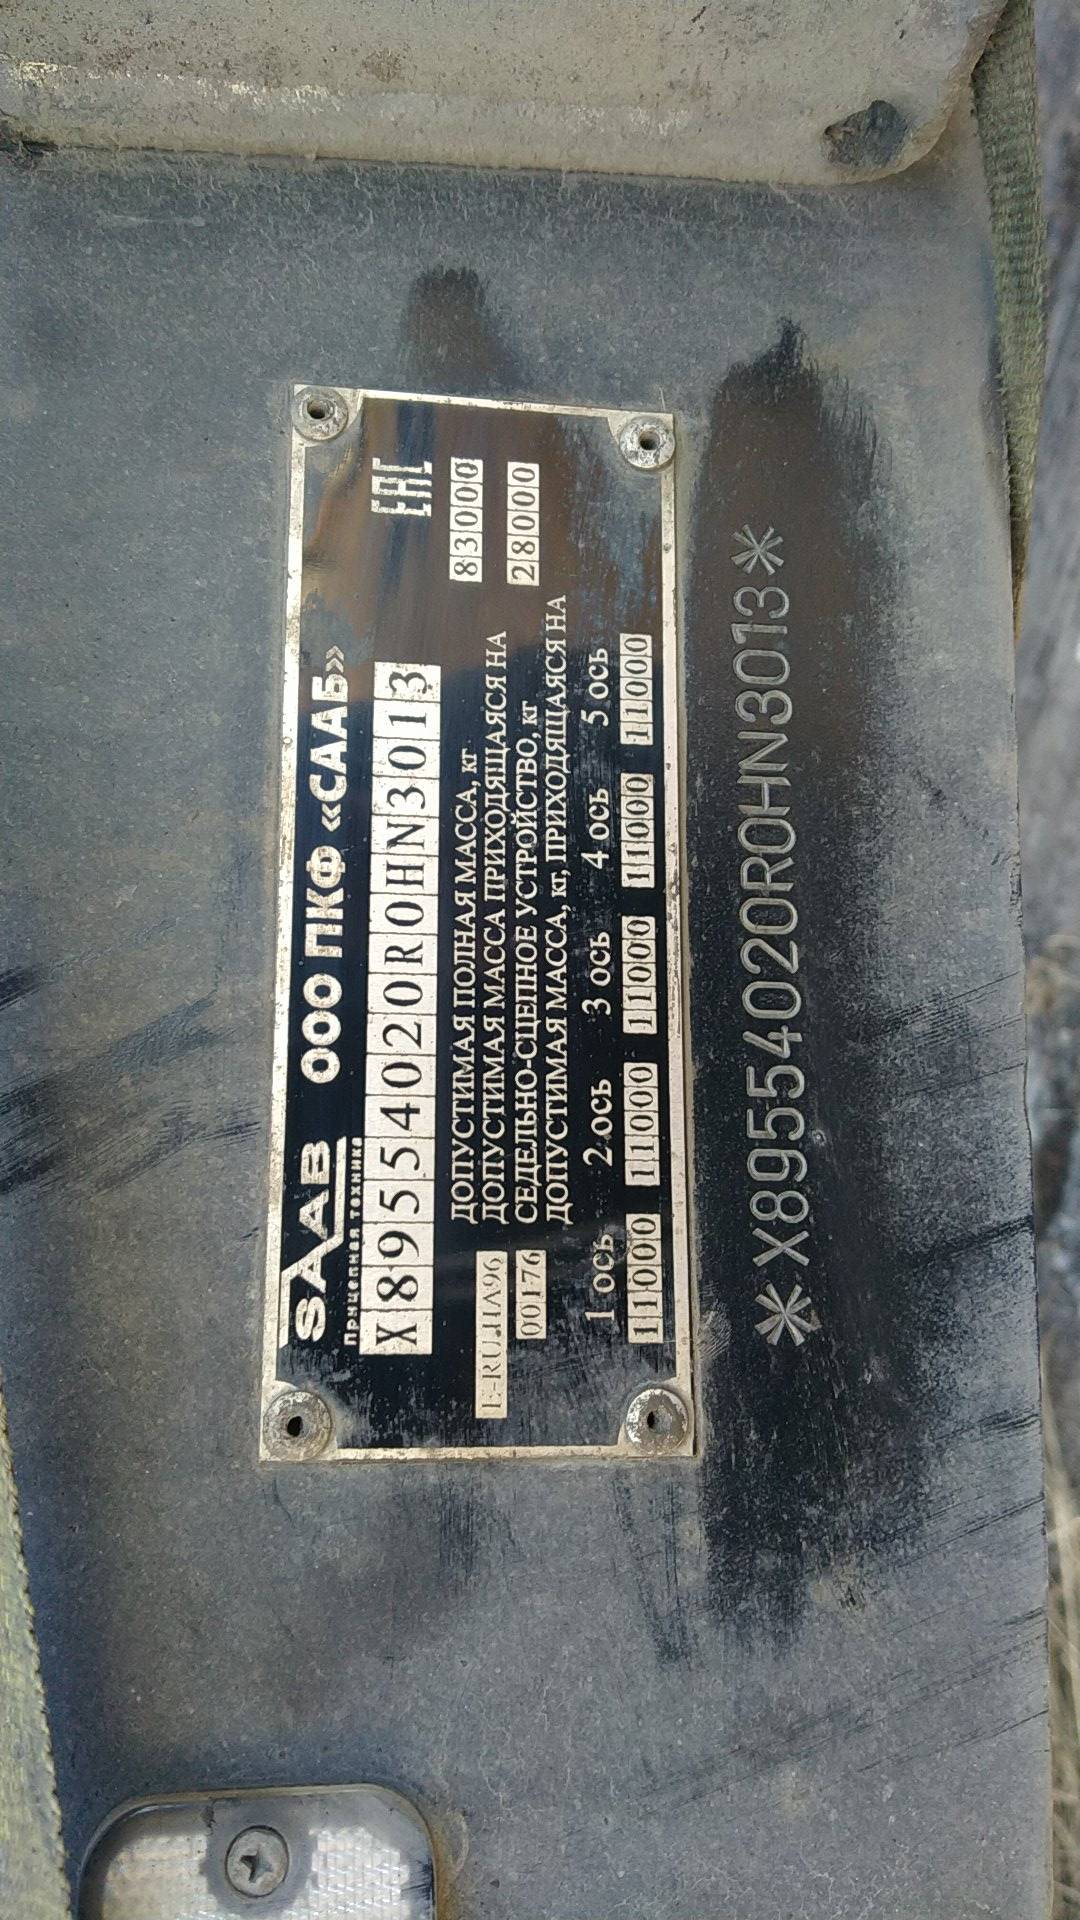 SAAB ООО ПКФ «СААБ»
Прицепная техника
X89554020R0HN3013
ЕАС
ДОПУСТИМАЯ ПОЛНАЯ МАССА, кг 83000
ДОПУСТИМАЯ МАССА ПРИХОДЯЩАЯСЯ НА
СЕДЕЛЬНО-СЦЕПНОЕ УСТРОЙСТВО, кг 28000
00176
ДОПУСТИМАЯ МАССА, кг, ПРИХОДЯЩАЯСЯ НА
1 ось 2 ось 3 ось 4 ось 5 ось
11000 11000 11000 11000 11000
*X89554020R0HN3013*